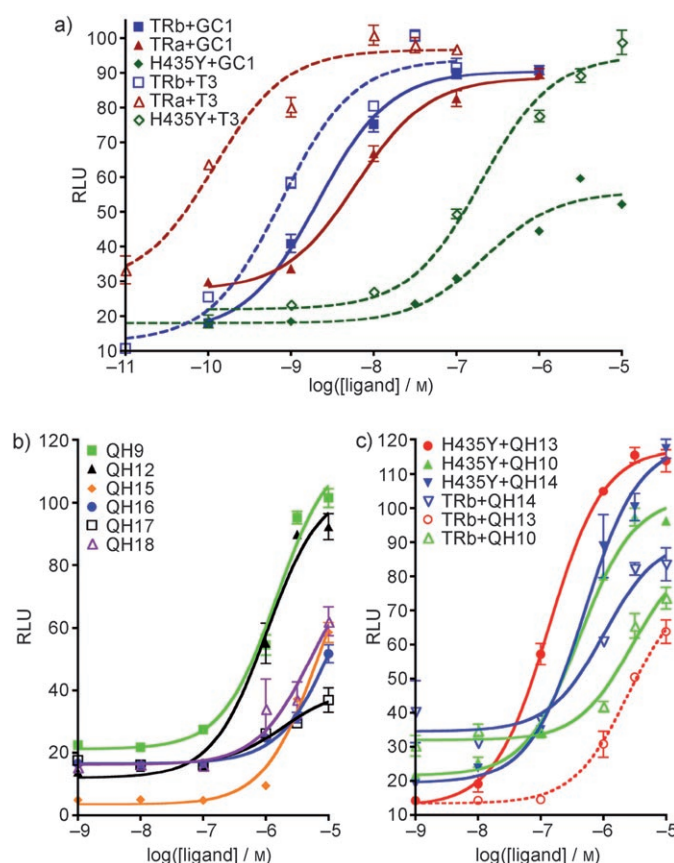 a)
TRb+GC1
TRa+GC1
H435Y+GC1
TRb+T3
TRa+T3
H435Y+T3
100
90
80
70
60
50
40
30
20
10
RLU
−11
−10
−9
−8
−7
−6
−5
log([ligand] / M)
b)
QH9
QH12
QH15
QH16
QH17
QH18
120
100
80
60
40
20
0
RLU
−9
−8
−7
−6
−5
log([ligand] / M)
c)
H435Y+QH13
H435Y+QH10
H435Y+QH14
TRb+QH14
TRb+QH13
TRb+QH10
120
110
100
90
80
70
60
50
40
30
20
10
RLU
−9
−8
−7
−6
−5
log([ligand] / M)